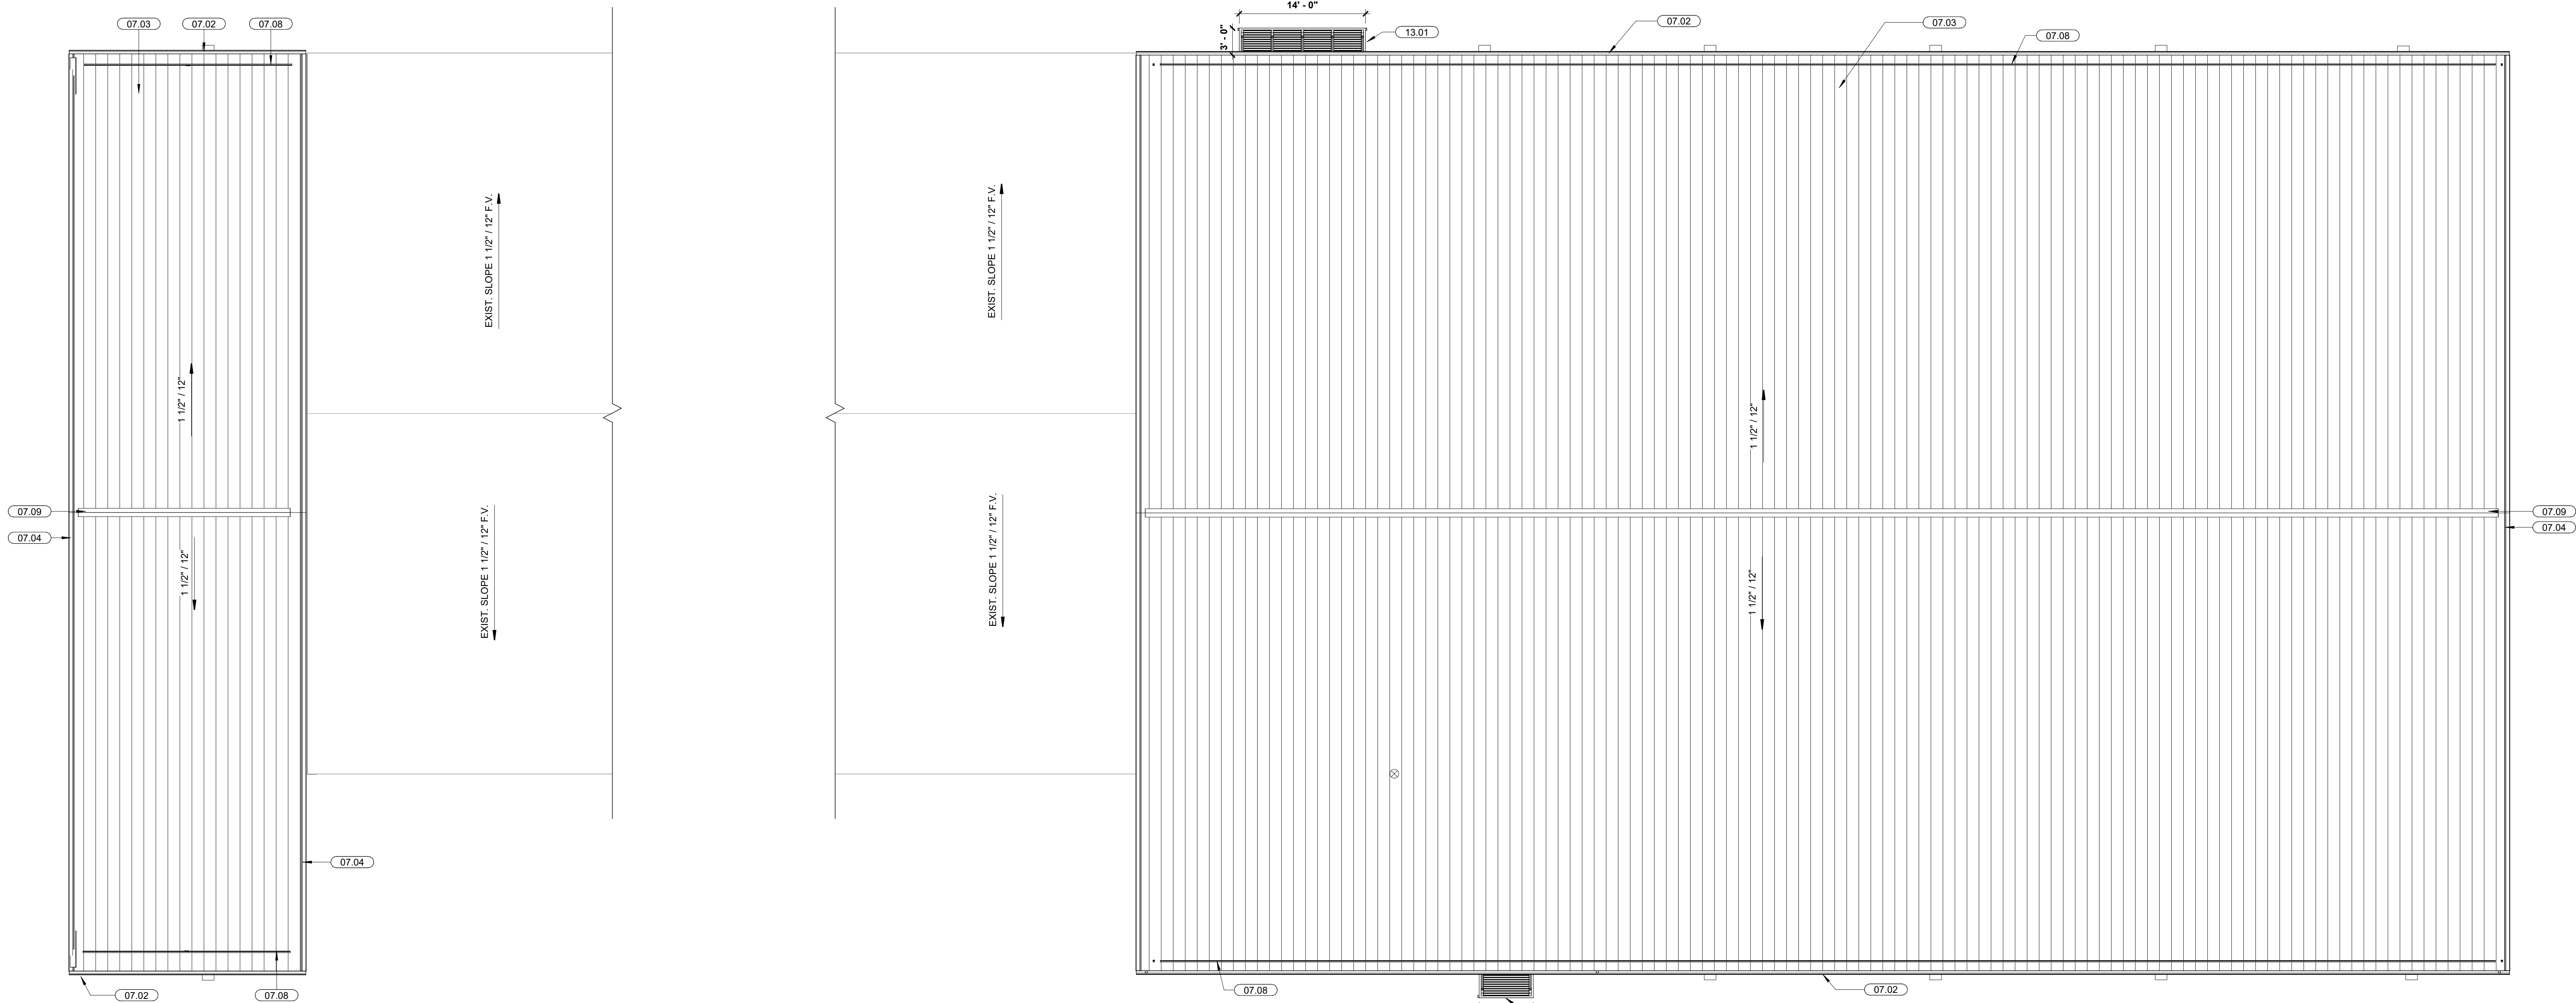 14' - 0"
07.03
07.02
07.08
3' - 0"
13.01
07.02
07.03
07.08
EXIST. SLOPE 1 1/2" / 12" F.V.
EXIST. SLOPE 1 1/2" / 12" F.V.
1 1/2" / 12"
1 1/2" / 12"
07.09
07.04
07.09
07.04
1 1/2" / 12"
EXIST. SLOPE 1 1/2" / 12" F.V.
EXIST. SLOPE 1 1/2" / 12" F.V.
1 1/2" / 12"
07.04
07.02
07.08
07.08
07.02